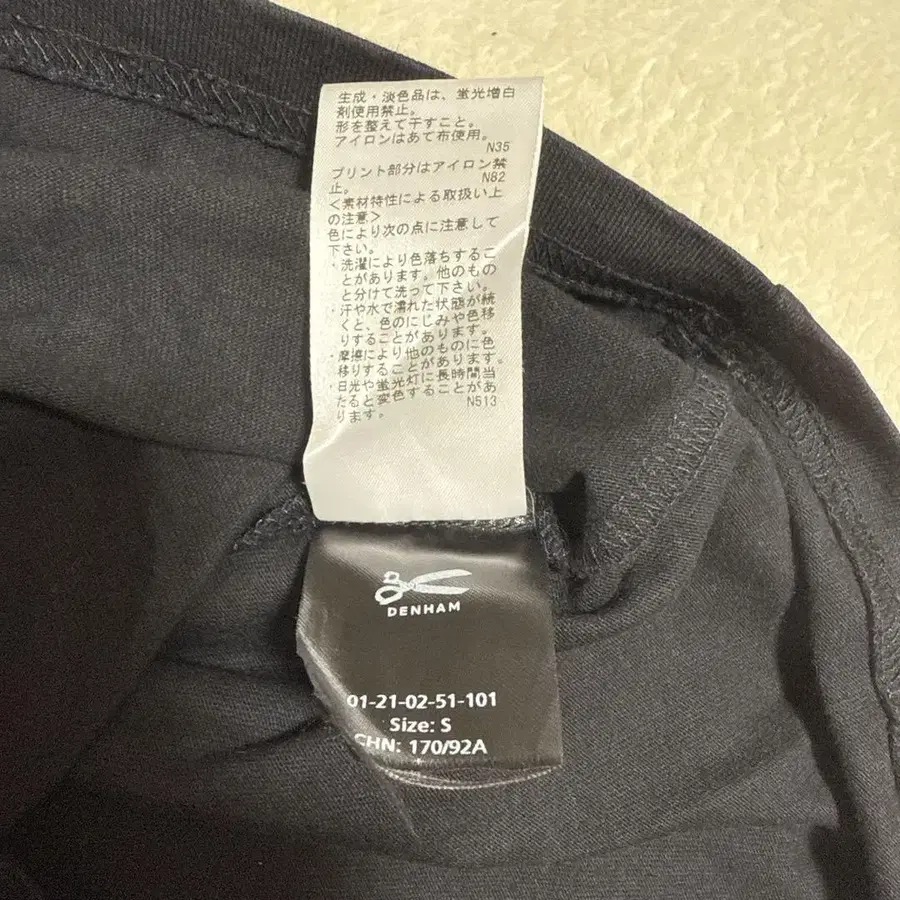 生成・淡色品は、蛍光増白
剤使用禁止。
形を整えて干すこと。
アイロンはあて布使用。
N35
プリント部分はアイロン禁
止。
N82
<素材特性による取扱い上
の注意>
色により次の点に注意して
下さい。
・洗濯により色落ちするこ
とがあります。他のもの
と分けて洗って下さい。
・汗や水で濡れた状態が続
くと、色のにじみや色移
りすることがあります。
・摩擦により他のものに色
移りすることがあります。
・日光や蛍光灯に長時間当
たると変色することがあ
ります。
N513
DENHAM
01-21-02-51-101
Size: S
CHN: 170/92A